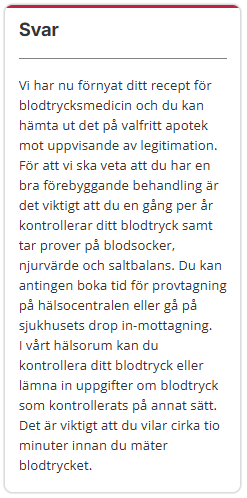 Svar
Vi har nu förnyat ditt recept för
blodtrycksmedicin och du kan
hämta ut det på valfritt apotek
mot uppvisande av legitimation.
För att vi ska veta att du har en
bra förebyggande behandling är
det viktigt att du en gång per år
kontrollerar ditt blodtryck samt
tar prover på blodsocker,
njurvärde och saltbalans. Du kan
antingen boka tid för provtagning
på hälsocentralen eller gå på
sjukhusets drop in-mottagning.
I vårt hälsorum kan du
kontrollera ditt blodtryck eller
lämna in uppgifter om blodtryck
som kontrollerats på annat sätt.
Det är viktigt att du vilar cirka tio
minuter innan du mäter
blodtrycket.